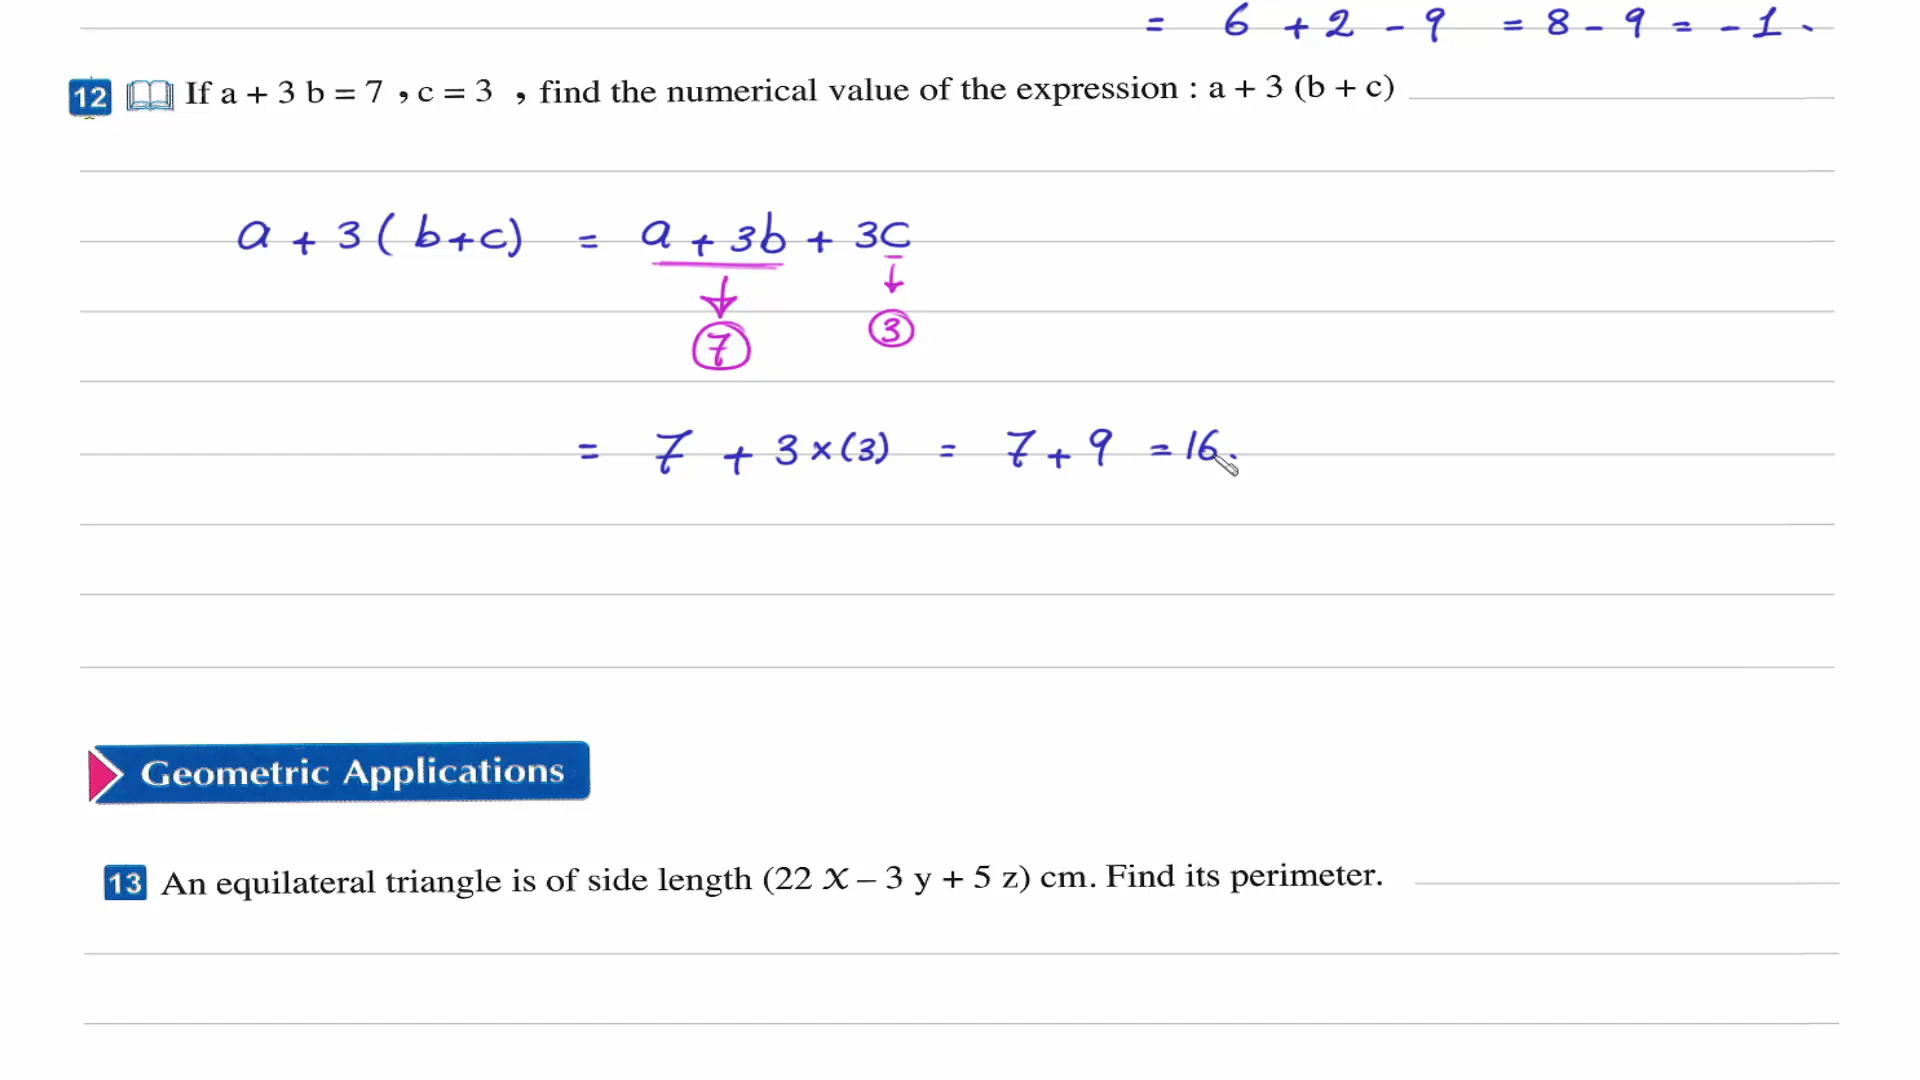 = 6 + 2 - 9 = 8 - 9 = - 1 .
12 If a + 3 b = 7 , c = 3 , find the numerical value of the expression : a + 3 (b + c)
a + 3 ( b+c) = a + 3b + 3c
7 3
= 7 + 3 × (3) = 7 + 9 = 16.
Geometric Applications
13 An equilateral triangle is of side length (22 X – 3 y + 5 z) cm. Find its perimeter.